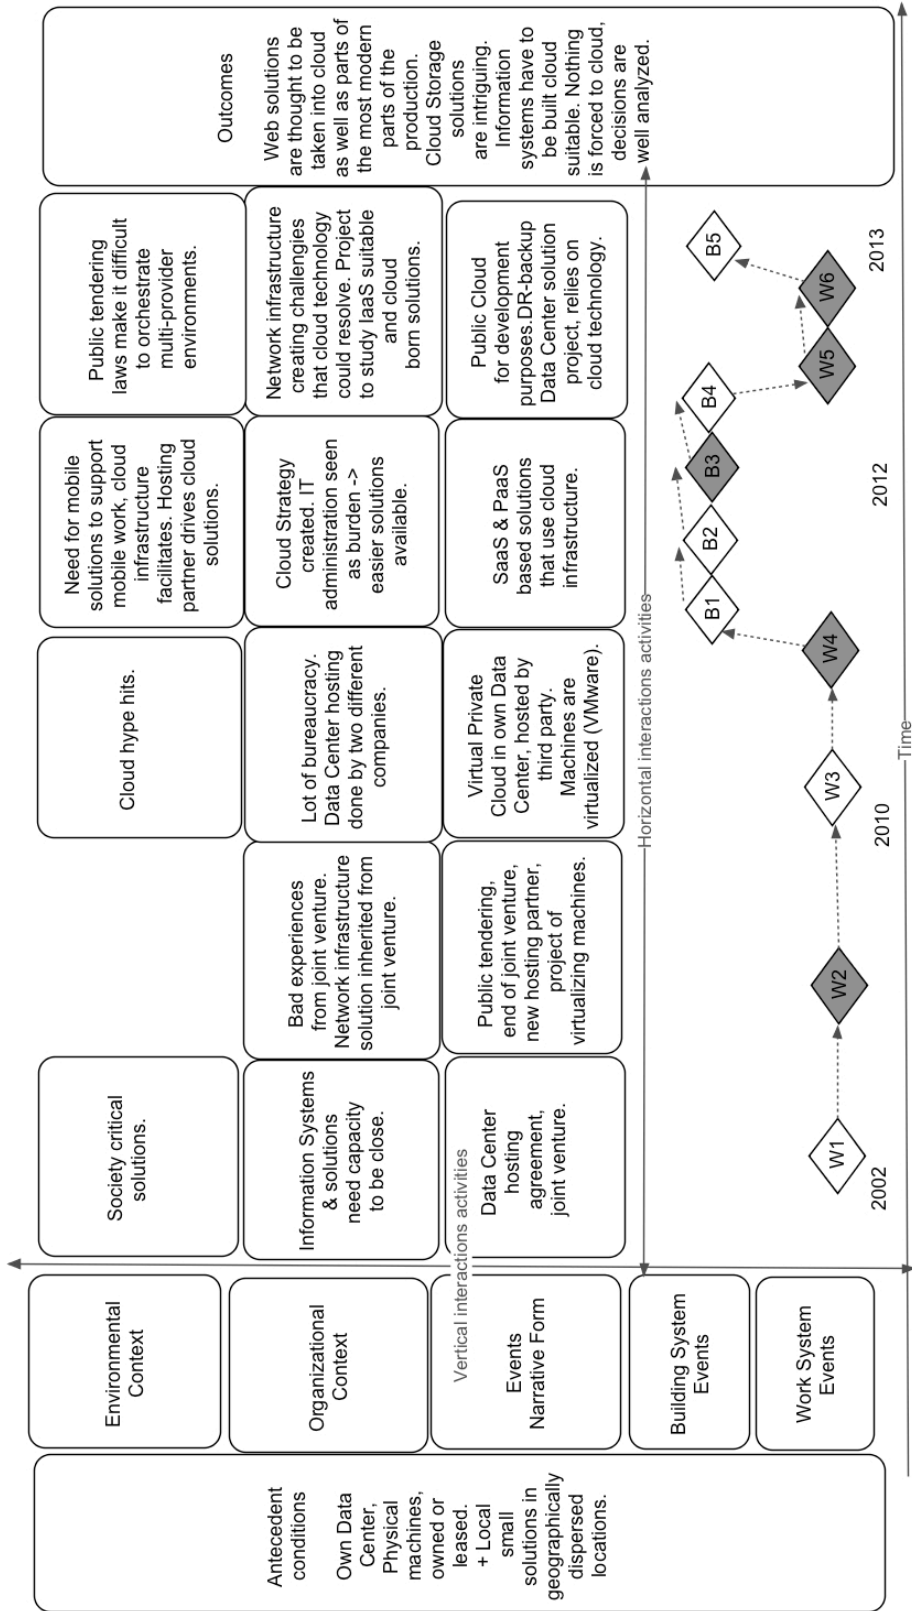 Antecedent
conditions
Own Data
Center,
Physical
machines,
owned or
leased.
+ Local
small
solutions in
geographically
dispersed
locations.
Environmental
Context
Organizational
Context
Events
Narrative Form
Building System
Events
Work System
Events
Vertical interactions activities
Society critical
solutions.
Cloud hype hits.
Need for mobile
solutions to support
mobile work, cloud
infrastructure
facilitates. Hosting
partner drives cloud
solutions.
Public tendering
laws make it difficult
to orchestrate
multi-provider
environments.
Information Systems
& solutions
need capacity
to be close.
Bad experiences
from joint venture.
Network infrastructure
solution inherited from
joint venture.
Lot of bureaucracy.
Data Center hosting
done by two different
companies.
Cloud Strategy
created. IT
administration seen
as burden ->
easier solutions
available.
Network infrastructure
creating challengies
that cloud technology
could resolve. Project
to study IaaS suitable
and cloud
born solutions.
Data Center
hosting
agreement,
joint venture.
Public tendering,
end of joint venture,
new hosting partner,
project of
virtualizing machines.
Virtual Private
Cloud in own Data
Center, hosted by
third party.
Machines are
virtualized (VMware).
SaaS & PaaS
based solutions
that use cloud
infrastructure.
Public Cloud
for development
purposes.DR-backup
Data Center solution
project, relies on
cloud technology.
Horizontal interactions activities
B1
B2
B3
B4
B5
W1
W2
W3
W4
W5
W6
2002
2010
2012
2013
Time
Outcomes
Web solutions
are thought to be
taken into cloud
as well as parts of
the most modern
parts of the
production.
Cloud Storage
solutions
are intriguing.
Information
systems have to
be built cloud
suitable. Nothing
is forced to cloud,
decisions are
well analyzed.